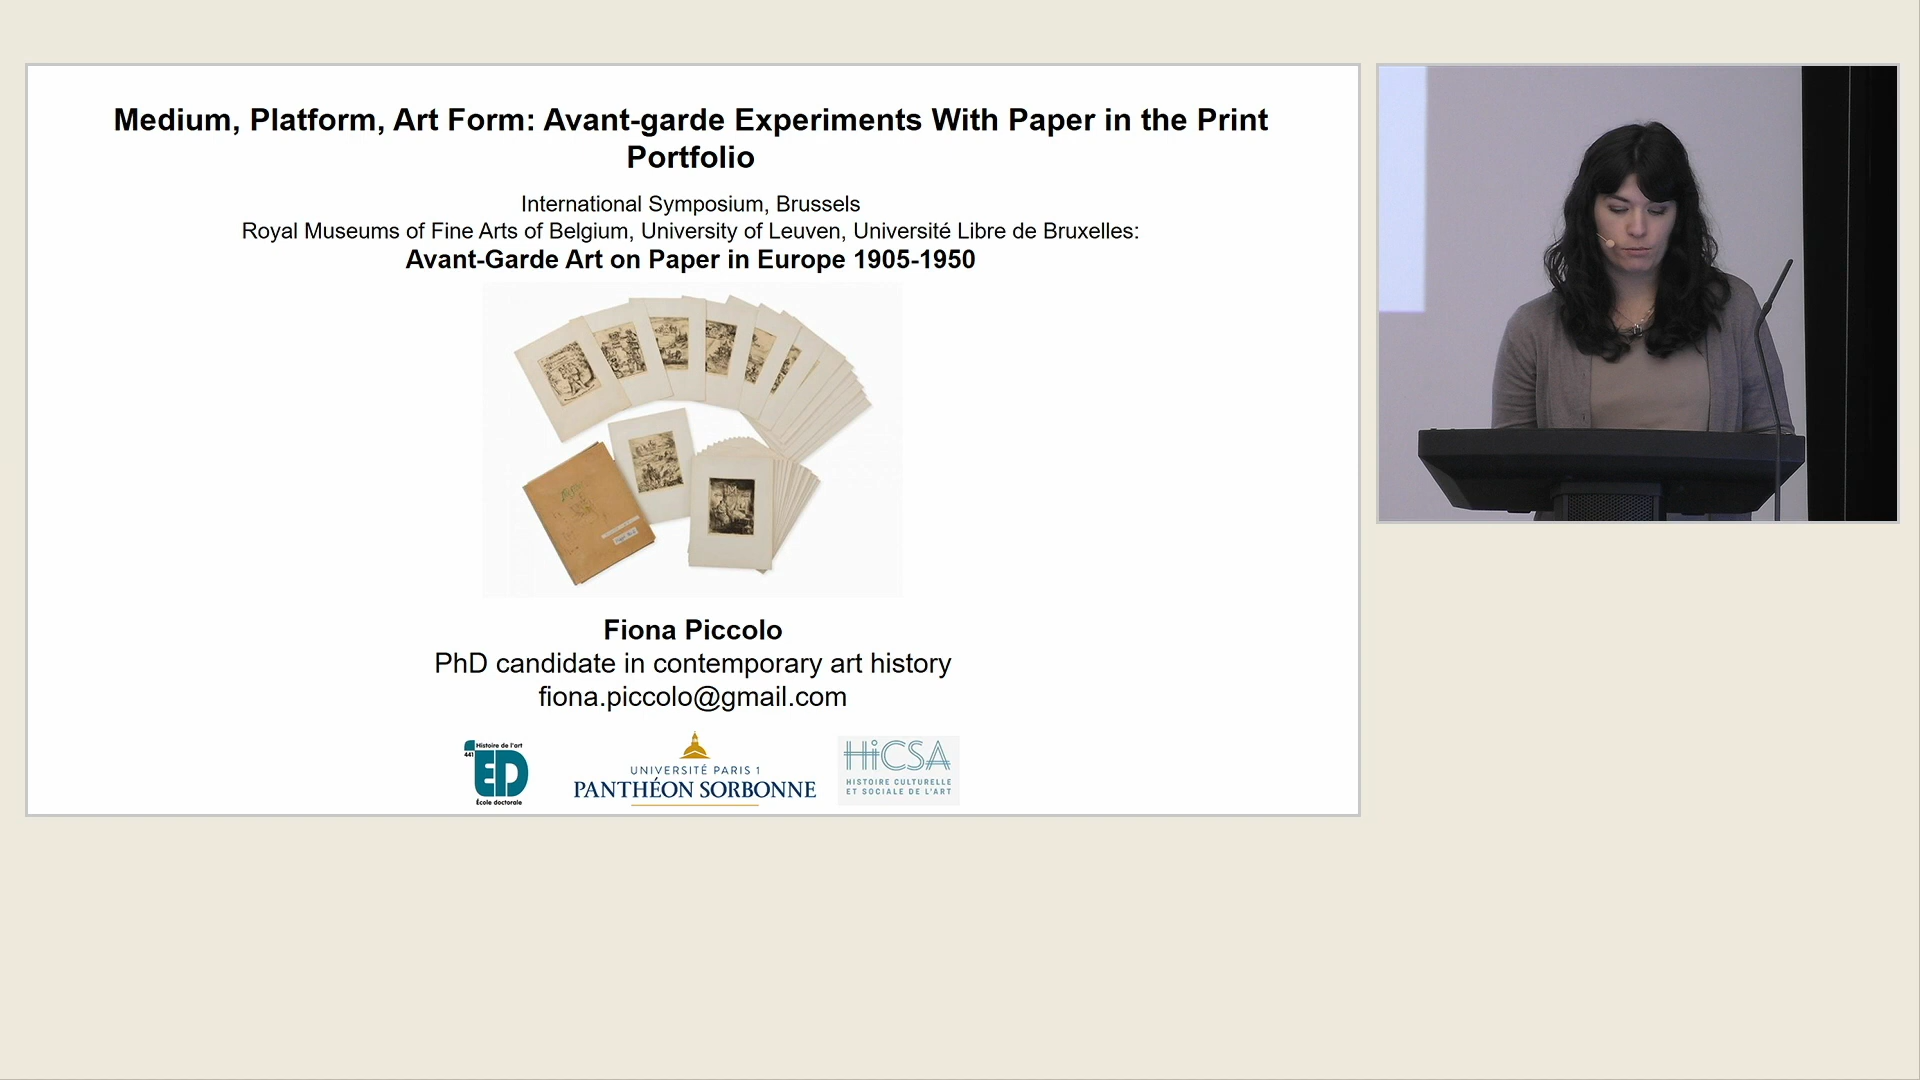 Medium, Platform, Art Form: Avant-garde Experiments With Paper in the Print
Portfolio
International Symposium, Brussels
Royal Museums of Fine Arts of Belgium, University of Leuven, Université Libre de Bruxelles:
Avant-Garde Art on Paper in Europe 1905-1950
Fiona Piccolo
PhD candidate in contemporary art history
fiona.piccolo@gmail.com
Histoire de l'art
441
ED
École doctorale
UNIVERSITÉ PARIS 1
PANTHÉON SORBONNE
HiCSA
HISTOIRE CULTURELLE
ET SOCIALE DE L'ART